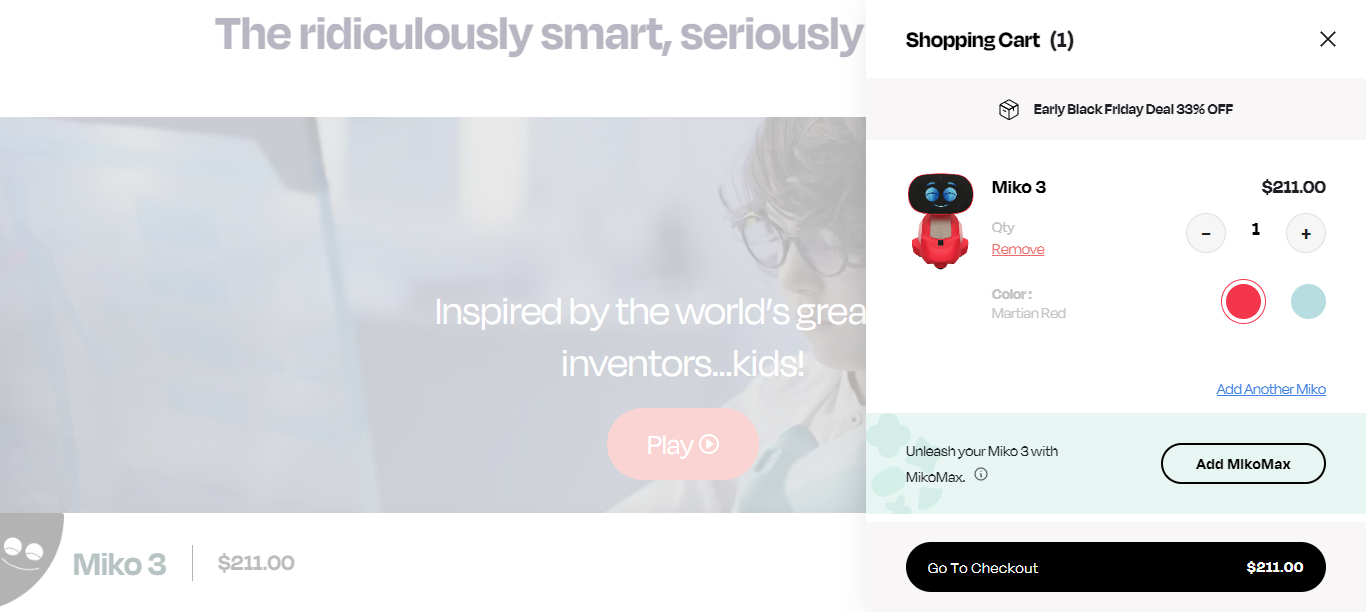 The ridiculously smart, seriously
Inspired by the world's grea
inventors...kids!
Play
Miko 3
$211.00
Shopping Cart (1)
Early Black Friday Deal 33% OFF
Miko 3 $211.00
Qty
− 1 +
Remove
Color :
Martian Red
Add Another Miko
Unleash your Miko 3 with
MikoMax.
Add MikoMax
Go To Checkout $211.00